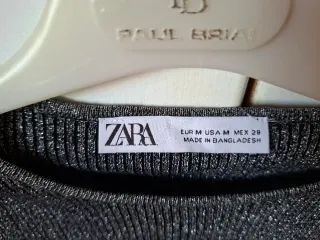 PAUL BRIAL
ZARA
EUR M USA M MEX 28
MADE IN BANGLADESH